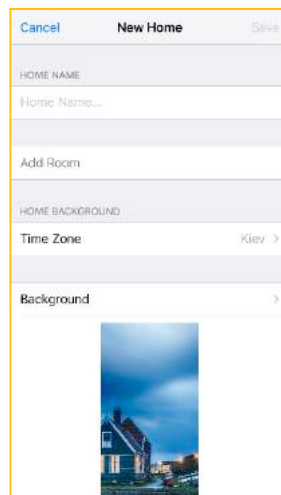 Cancel New Home Save
HOME NAME
Home Name...
Add Room
HOME BACKGROUND
Time Zone Kiev >
Background >